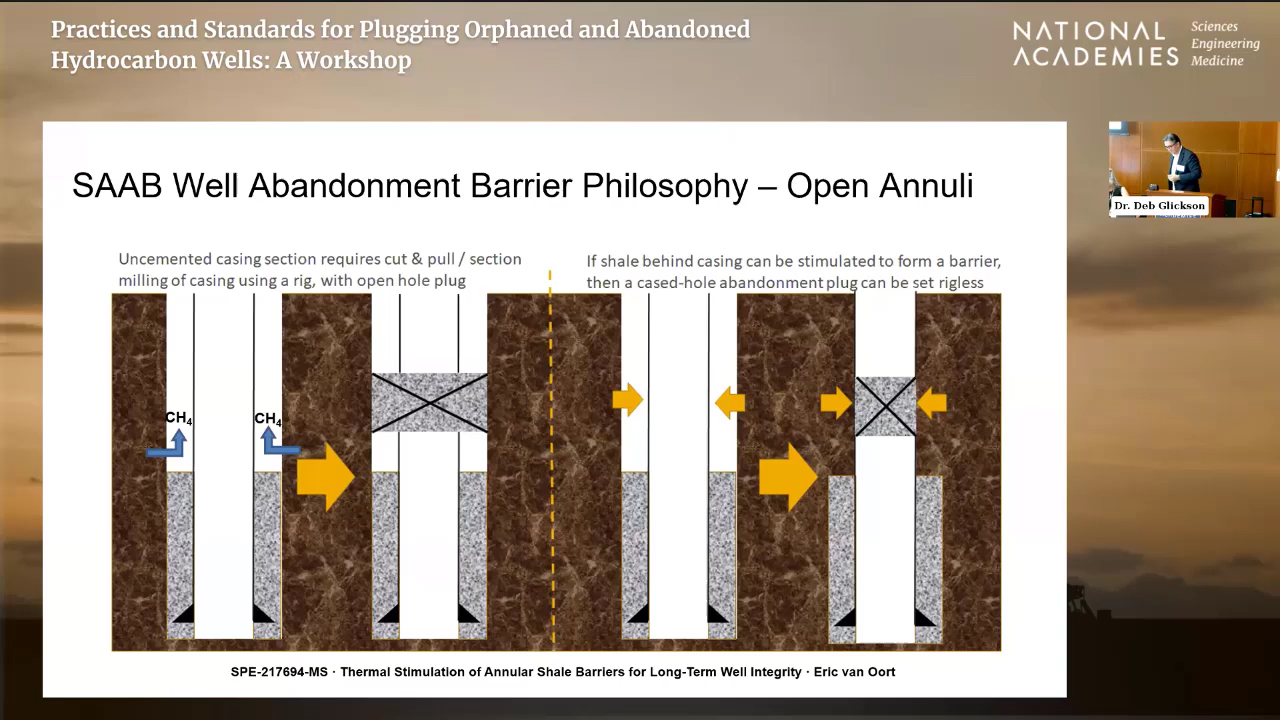 Practices and Standards for Plugging Orphaned and Abandoned
Hydrocarbon Wells: A Workshop
NATIONAL
ACADEMIES
Sciences
Engineering
Medicine
SAAB Well Abandonment Barrier Philosophy – Open Annuli
Dr. Deb Glickson
Uncemented casing section requires cut & pull / section
milling of casing using a rig, with open hole plug
If shale behind casing can be stimulated to form a barrier,
then a cased-hole abandonment plug can be set rigless
CH₄
CH₄
SPE-217694-MS · Thermal Stimulation of Annular Shale Barriers for Long-Term Well Integrity · Eric van Oort